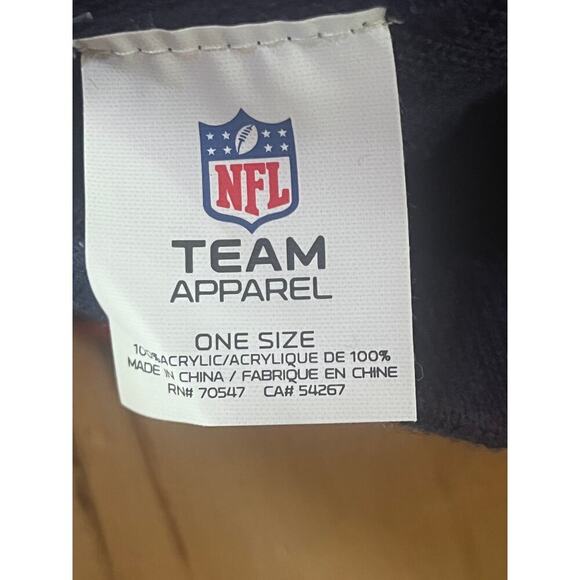 NFL
TEAM
APPAREL
ONE SIZE
100% ACRYLIC/ACRYLIQUE DE 100%
MADE IN CHINA / FABRIQUE EN CHINE
RN# 70547 CA# 54267